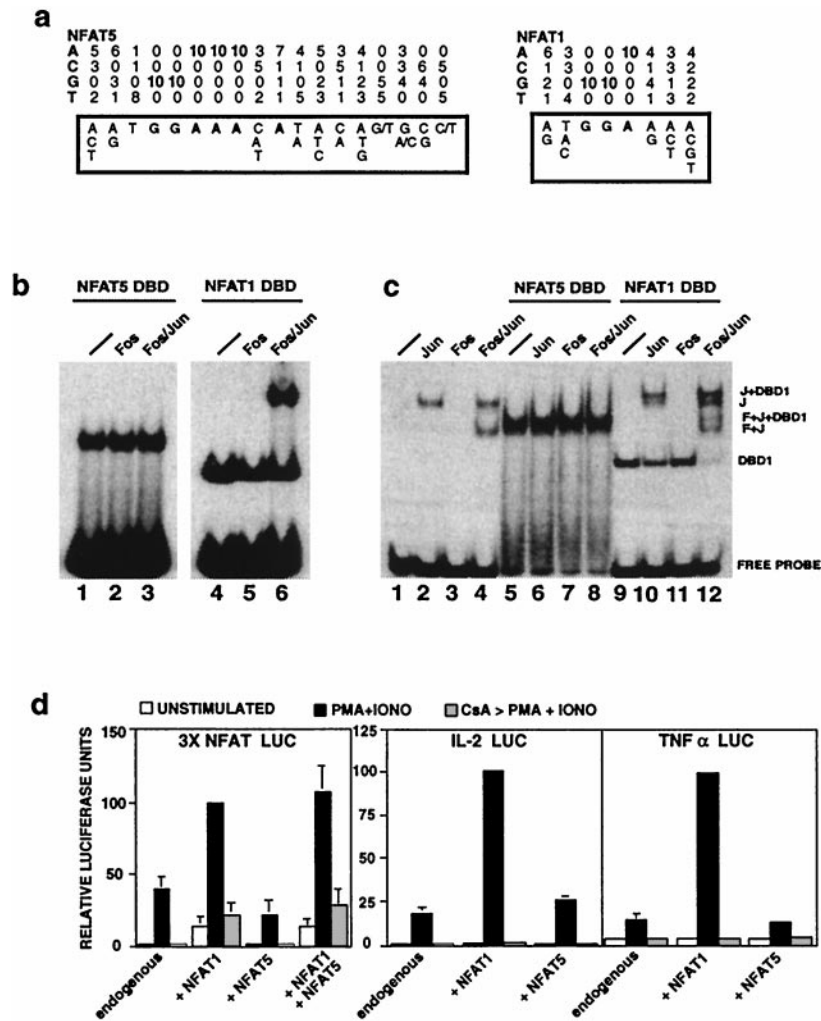 a
NFAT5
A 5 6 1 0 0 10 10 10 3 7 4 5 3 4 0 3 0 0
C 3 0 0 0 0 0 0 0 5 1 1 2 5 1 0 3 6 5
G 0 3 1 10 10 0 0 0 0 1 0 0 1 2 5 4 4 0
T 2 1 8 0 0 0 0 0 2 1 5 3 1 3 5 0 0 5
A A T G G A A A C A T A C A G/T G C C/T
C G A A T A T A/C G
T T C G
NFAT1
A 6 3 0 0 10 4 3 4
C 1 3 0 0 0 1 3 2
G 2 0 10 10 0 4 1 2
T 1 4 0 0 0 1 3 2
A T G G A A A A
G A G C C
C T G
T
b
NFAT5 DBD NFAT1 DBD
— Fos Fos/Jun — Fos Fos/Jun
1 2 3 4 5 6
c
NFAT5 DBD NFAT1 DBD
— Jun Fos Fos/Jun — Jun Fos Fos/Jun — Jun Fos Fos/Jun
J+DBD1
J
F+J+DBD1
F+J
DBD1
FREE PROBE
1 2 3 4 5 6 7 8 9 10 11 12
d
UNSTIMULATED PMA+IONO CsA > PMA + IONO
RELATIVE LUCIFERASE UNITS
150
100
50
0
3X NFAT LUC
endogenous
+ NFAT1
+ NFAT5
+ NFAT1
+ NFAT5
125
100
75
50
25
0
IL-2 LUC
endogenous
+ NFAT1
+ NFAT5
TNF α LUC
endogenous
+ NFAT1
+ NFAT5